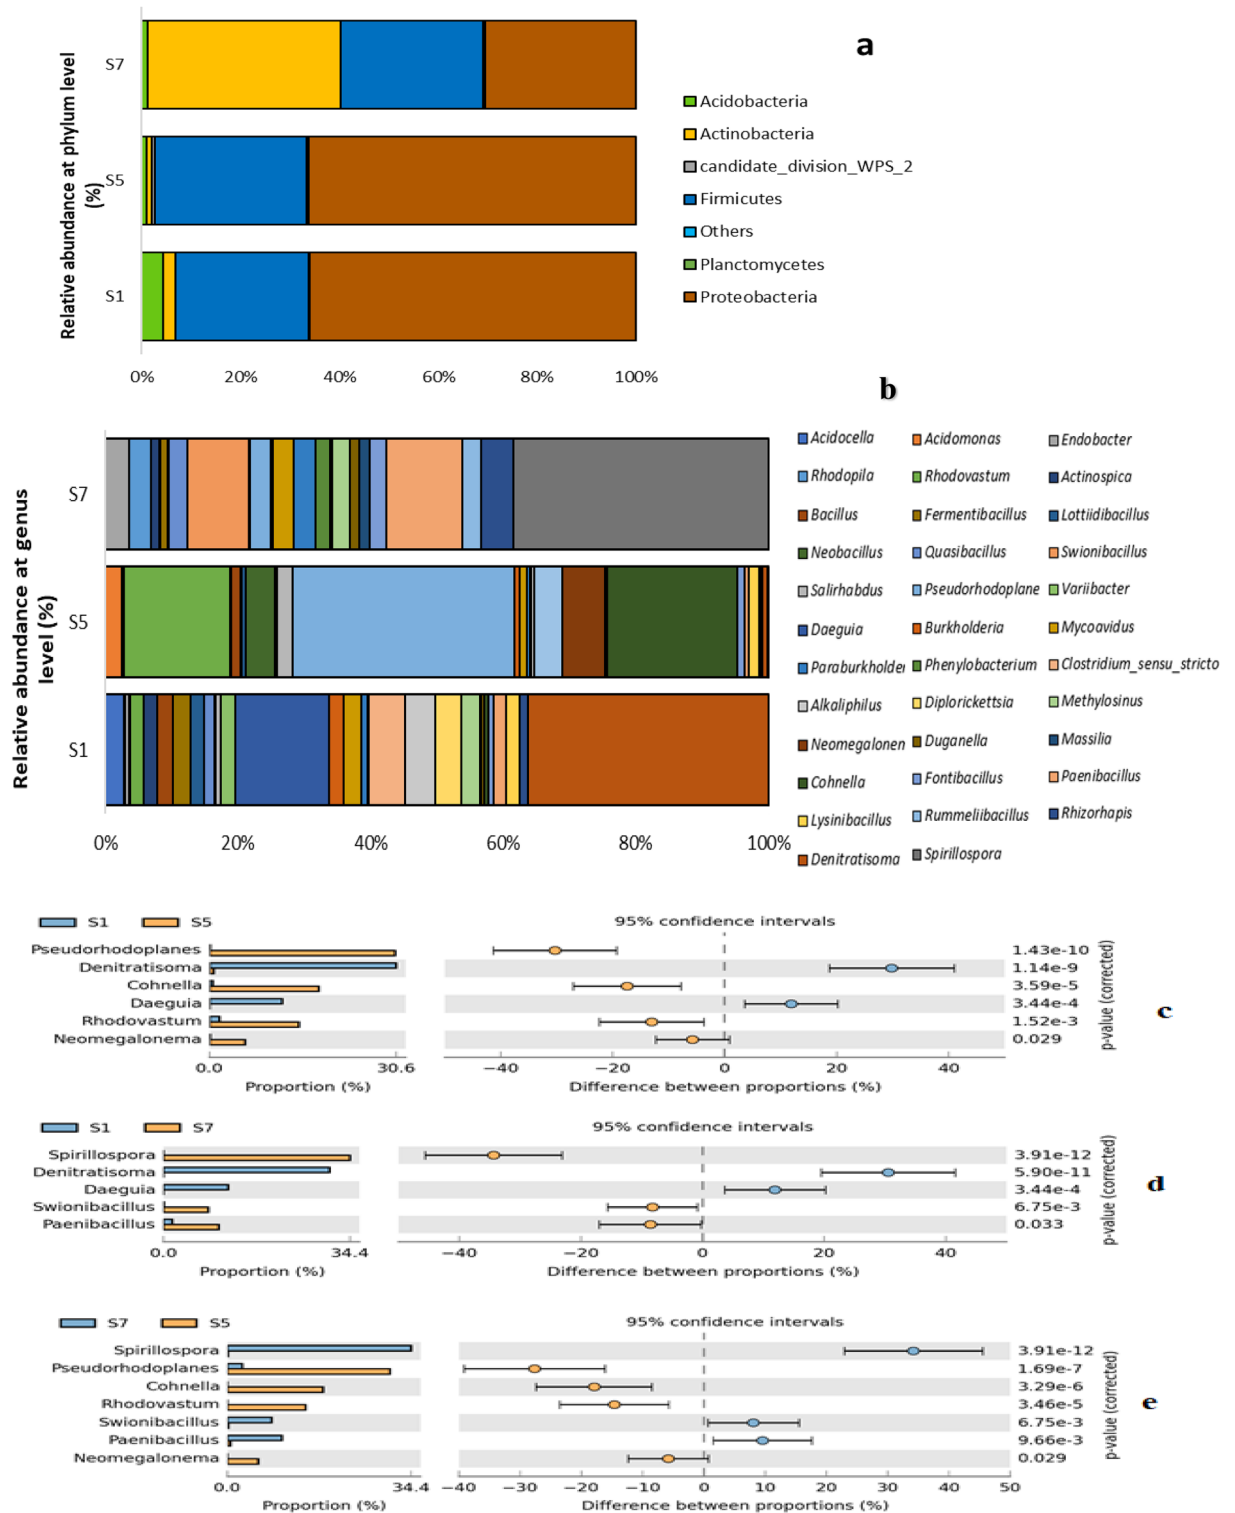 a
Relative abundance at phylum level
(%)
S7
S5
S1
0% 20% 40% 60% 80% 100%
Acidobacteria
Actinobacteria
candidate_division_WPS_2
Firmicutes
Others
Planctomycetes
Proteobacteria
b
Relative abundance at genus
level (%)
S7
S5
S1
0% 20% 40% 60% 80% 100%
Acidocella Acidomonas Endobacter
Rhodopila Rhodovastum Actinospica
Bacillus Fermentibacillus Lottiidibacillus
Neobacillus Quasibacillus Swionibacillus
Salirhabdus Pseudorhodoplane Variibacter
Daeguia Burkholderia Mycoavidus
Paraburkholder Phenylobacterium Clostridium_sensu_stricto
Alkaliphilus Diplorickettsia Methylosinus
Neomegalonen Duganella Massilia
Cohnella Fontibacillus Paenibacillus
Lysinibacillus Rummeliibacillus Rhizorhapis
Denitratisoma Spirillospora
S1 S5 95% confidence intervals
Pseudorhodoplanes 1.43e-10
Denitratisoma 1.14e-9
Cohnella 3.59e-5
Daeguia 3.44e-4
Rhodovastum 1.52e-3
Neomegalonema 0.029
p-value (corrected)
c
0.0 30.6 −40 −20 0 20 40
Proportion (%) Difference between proportions (%)
S1 S7 95% confidence intervals
Spirillospora 3.91e-12
Denitratisoma 5.90e-11
Daeguia 3.44e-4
Swionibacillus 6.75e-3
Paenibacillus 0.033
p-value (corrected)
d
0.0 34.4 −40 −20 0 20 40
Proportion (%) Difference between proportions (%)
S7 S5 95% confidence intervals
Spirillospora 3.91e-12
Pseudorhodoplanes 1.69e-7
Cohnella 3.29e-6
Rhodovastum 3.46e-5
Swionibacillus 6.75e-3
Paenibacillus 9.66e-3
Neomegalonema 0.029
p-value (corrected)
e
0.0 34.4 −40 −30 −20 −10 0 10 20 30 40 50
Proportion (%) Difference between proportions (%)